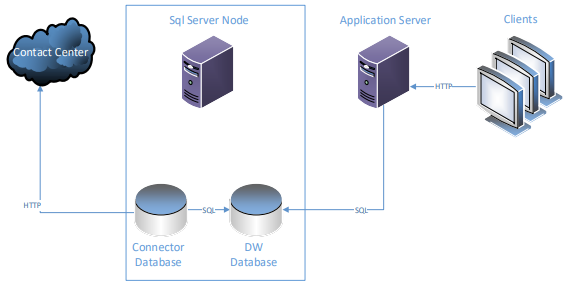 Sql Server Node
Application Server
Clients
Contact Center
HTTP
HTTP
SQL
SQL
Connector
Database
DW
Database